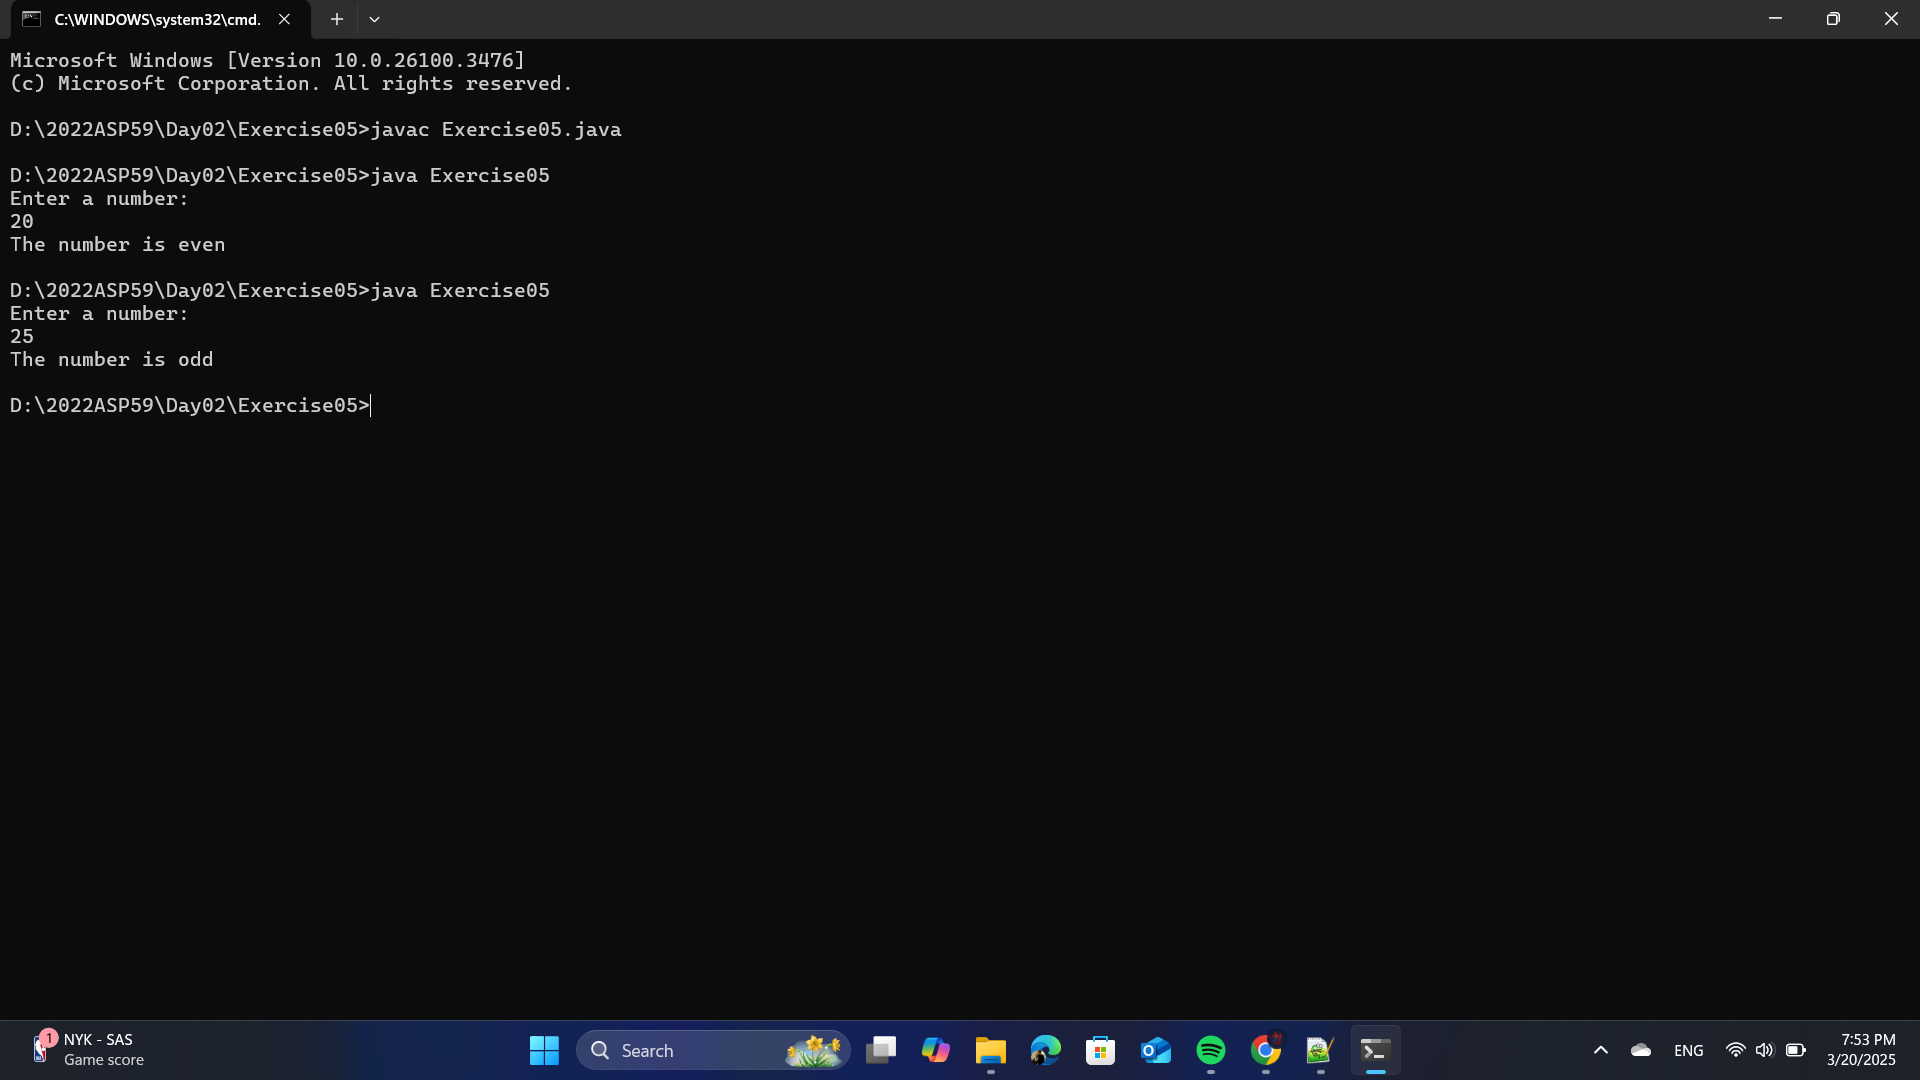 C:\WINDOWS\system32\cmd.
Microsoft Windows [Version 10.0.26100.3476]
(c) Microsoft Corporation. All rights reserved.
D:\2022ASP59\Day02\Exercise05>javac Exercise05.java
D:\2022ASP59\Day02\Exercise05>java Exercise05
Enter a number:
20
The number is even
D:\2022ASP59\Day02\Exercise05>java Exercise05
Enter a number:
25
The number is odd
D:\2022ASP59\Day02\Exercise05>
1
NYK - SAS
Game score
Search
ENG
7:53 PM
3/20/2025